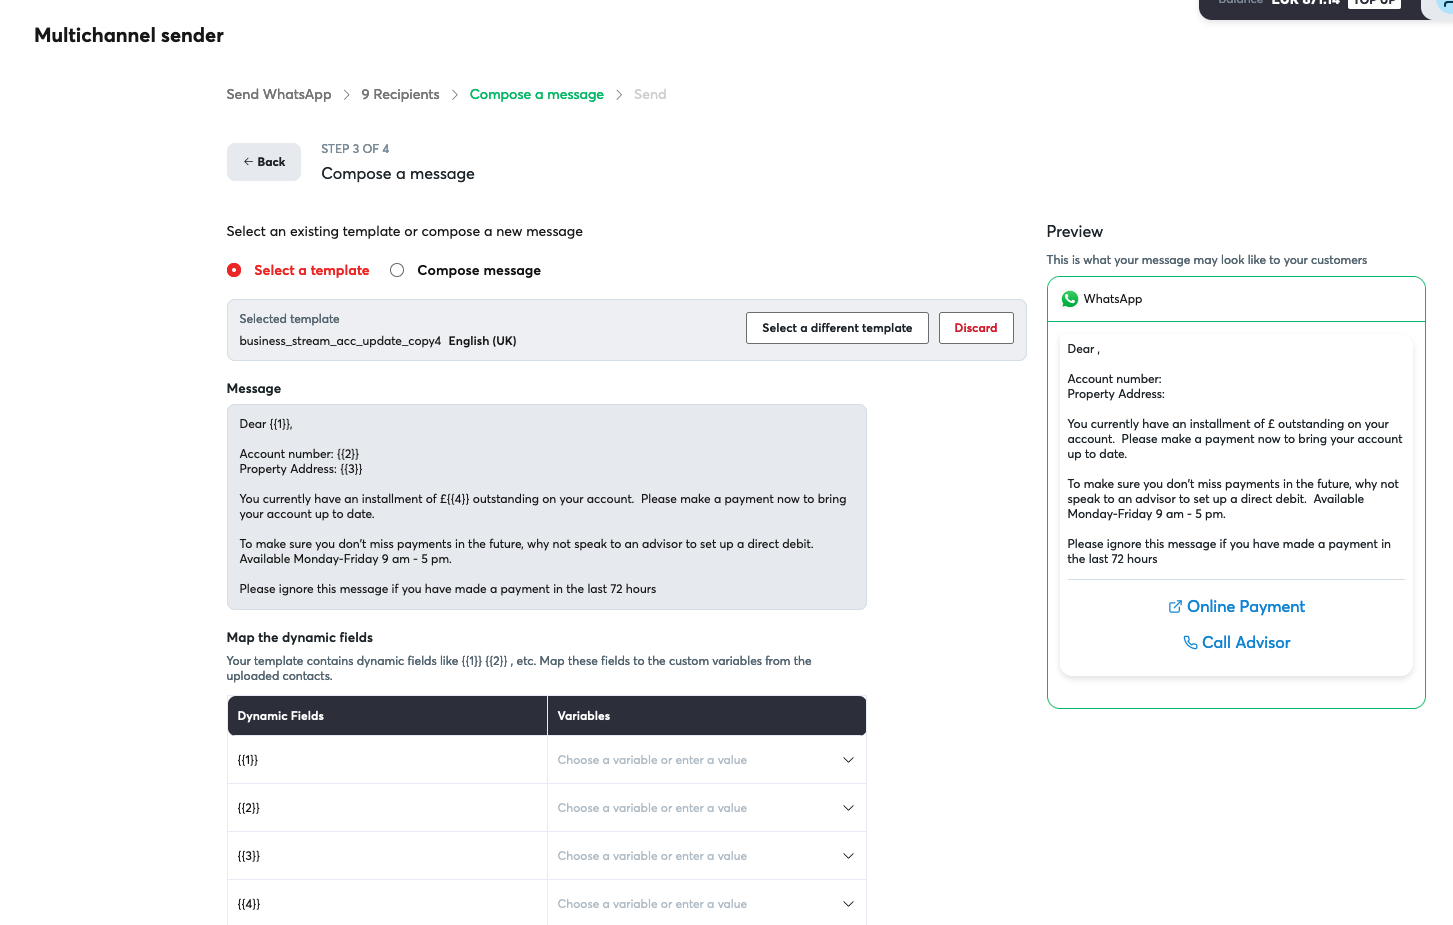 Balance EUR 871.14 TOP UP
Multichannel sender
Send WhatsApp > 9 Recipients > Compose a message > Send
← Back
STEP 3 OF 4
Compose a message
Select an existing template or compose a new message
Select a template
Compose message
Selected template
business_stream_acc_update_copy4 English (UK)
Select a different template
Discard
Message
Dear {{1}},
Account number: {{2}}
Property Address: {{3}}
You currently have an installment of £{{4}} outstanding on your account.  Please make a payment now to bring
your account up to date.
To make sure you don't miss payments in the future, why not speak to an advisor to set up a direct debit.
Available Monday-Friday 9 am - 5 pm.
Please ignore this message if you have made a payment in the last 72 hours
Map the dynamic fields
Your template contains dynamic fields like {{1}} {{2}} , etc. Map these fields to the custom variables from the
uploaded contacts.
Dynamic Fields
Variables
{{1}}
Choose a variable or enter a value
{{2}}
Choose a variable or enter a value
{{3}}
Choose a variable or enter a value
{{4}}
Choose a variable or enter a value
Preview
This is what your message may look like to your customers
WhatsApp
Dear ,
Account number:
Property Address:
You currently have an installment of £ outstanding on your
account.  Please make a payment now to bring your account
up to date.
To make sure you don't miss payments in the future, why not
speak to an advisor to set up a direct debit.  Available
Monday-Friday 9 am - 5 pm.
Please ignore this message if you have made a payment in
the last 72 hours
Online Payment
Call Advisor